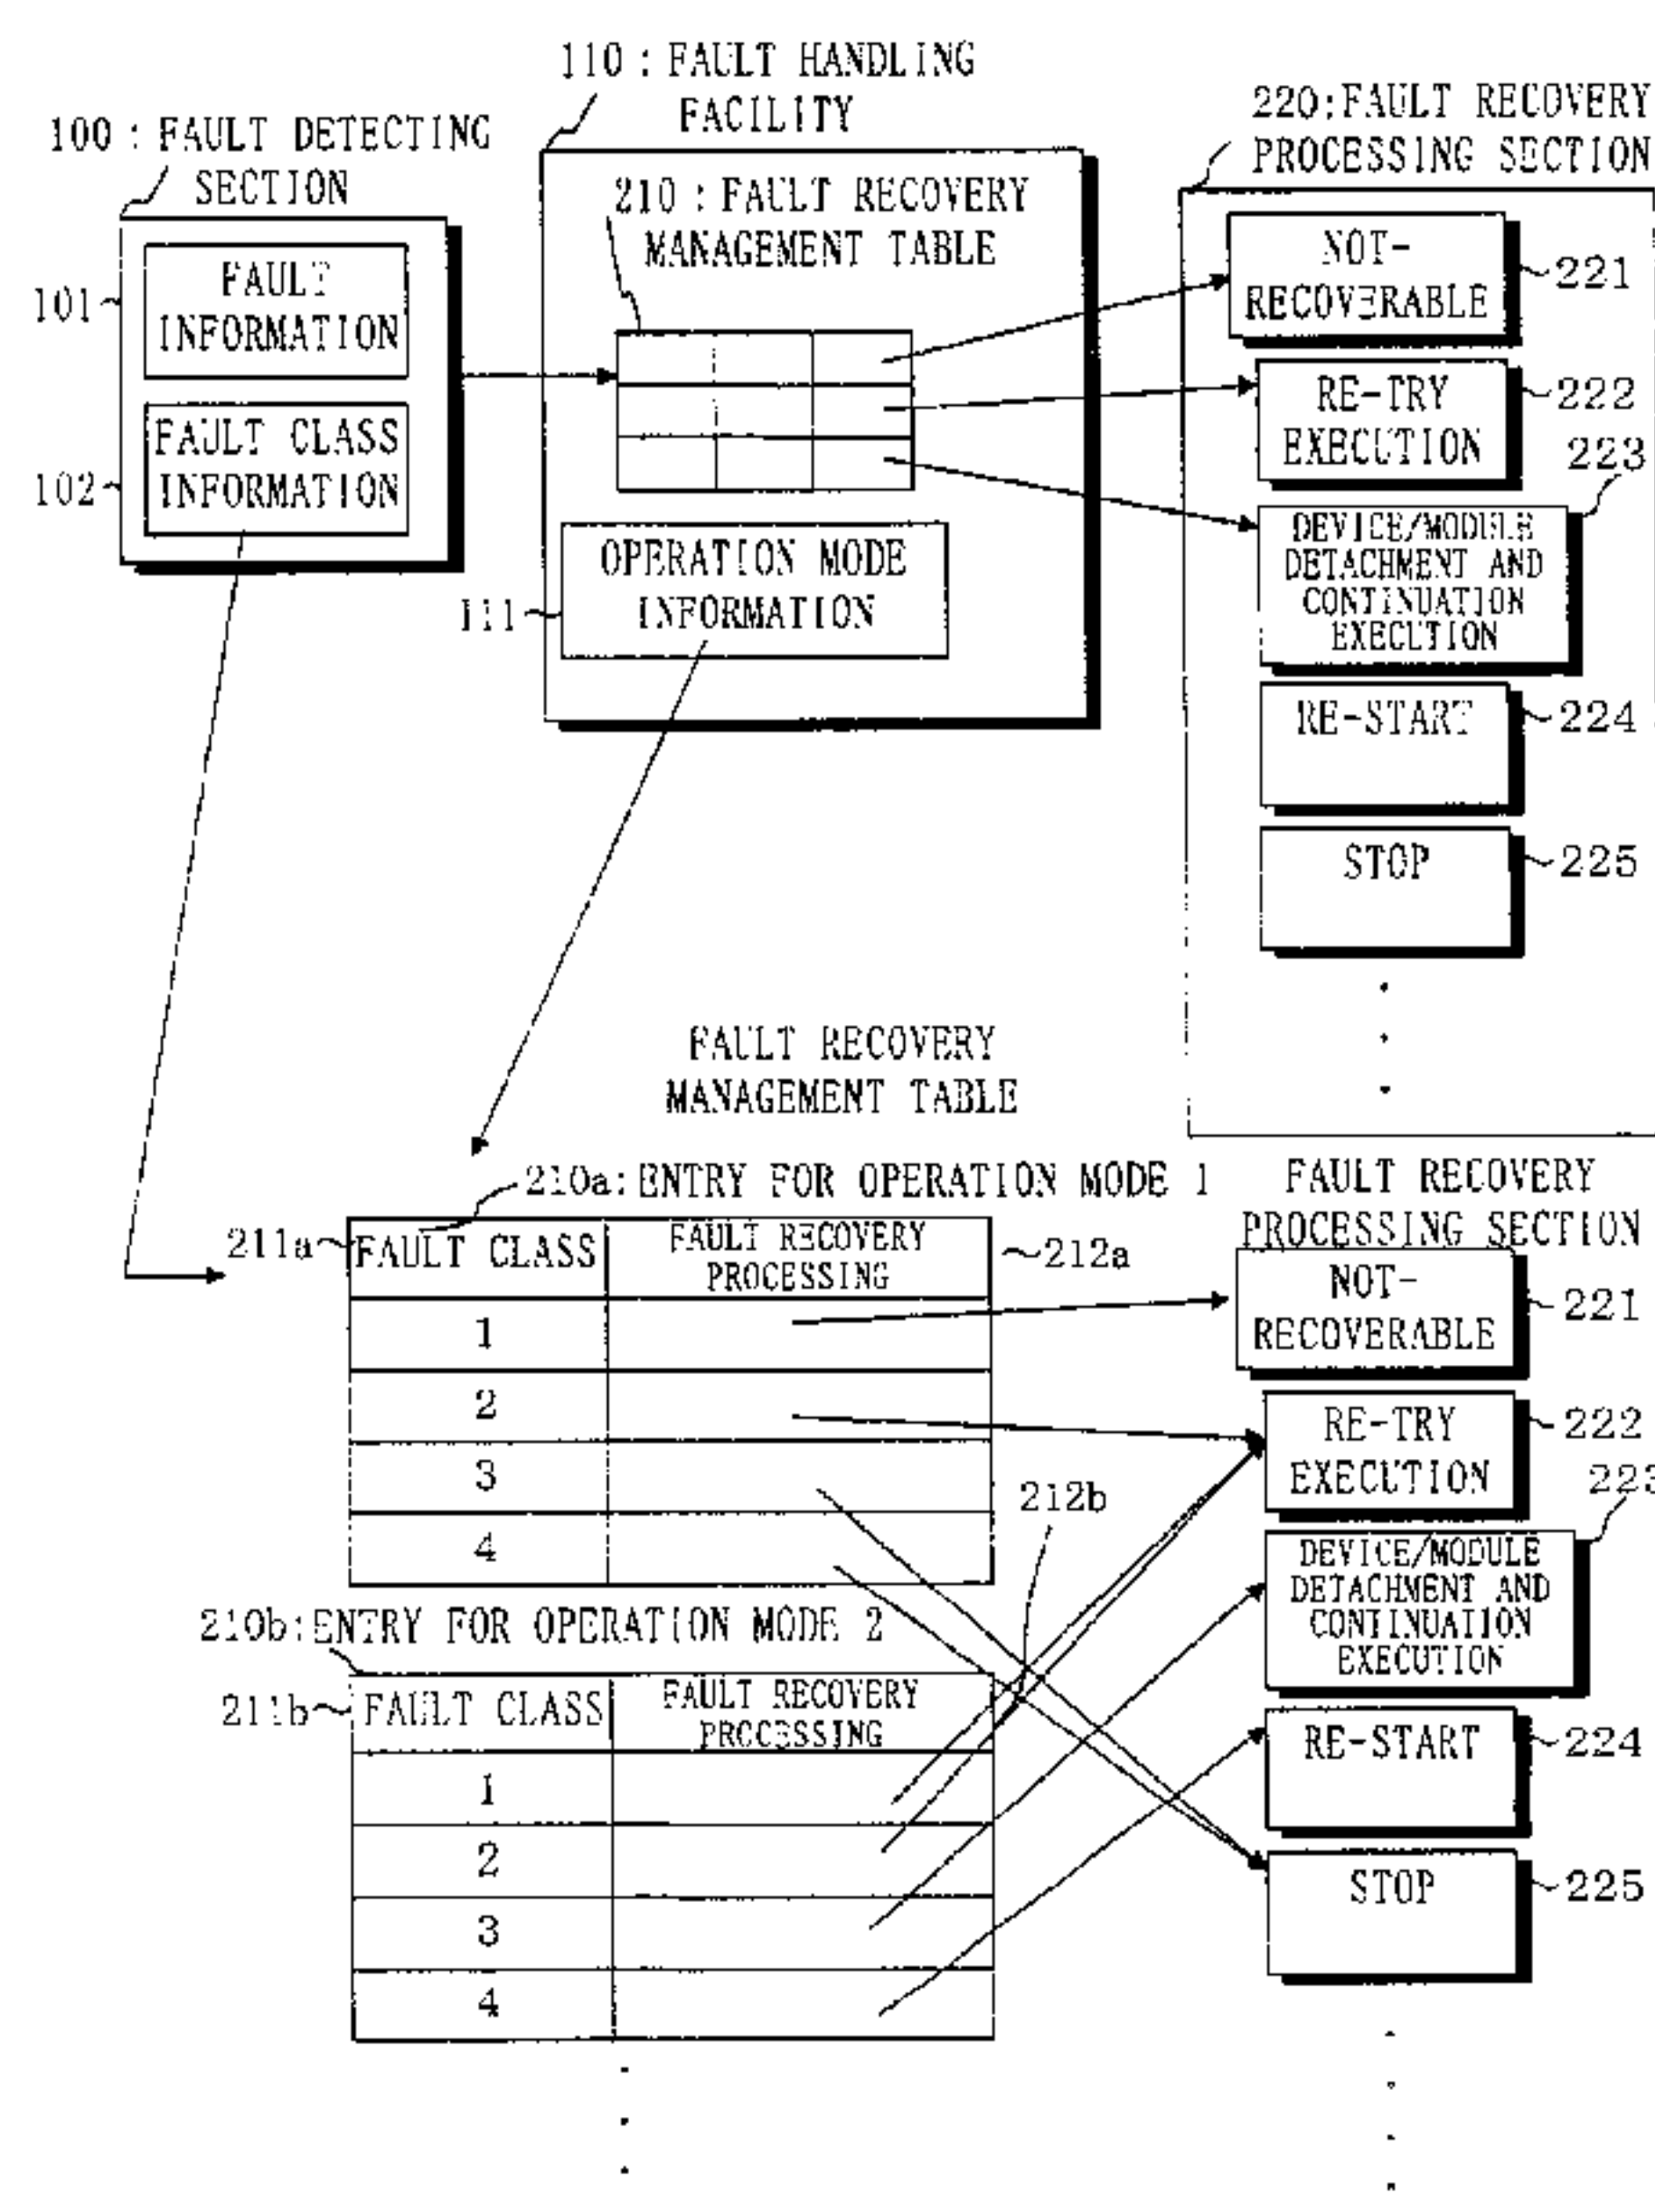 110 : FAULT HANDLING
FACILITY
100 : FAULT DETECTING
SECTION
220:FAULT RECOVERY
PROCESSING SECTION
210 : FAULT RECOVERY
MANAGEMENT TABLE
FAULT
INFORMATION
101
FAULT CLASS
INFORMATION
102
OPERATION MODE
INFORMATION
111
NOT-
RECOVERABLE
221
RE-TRY
EXECUTION
222
223
DEVICE/MODULE
DETACHMENT AND
CONTINUATION
EXECUTION
RE-START
224
STOP
225
FAULT RECOVERY
MANAGEMENT TABLE
210a:ENTRY FOR OPERATION MODE 1
211a
FAULT CLASS
FAULT RECOVERY
PROCESSING
212a
1
2
3
4
212b
210b:ENTRY FOR OPERATION MODE 2
211b
FAULT CLASS
FAULT RECOVERY
PROCESSING
1
2
3
4
FAULT RECOVERY
PROCESSING SECTION
NOT-
RECOVERABLE
221
RE-TRY
EXECUTION
222
223
DEVICE/MODULE
DETACHMENT AND
CONTINUATION
EXECUTION
RE-START
224
STOP
225